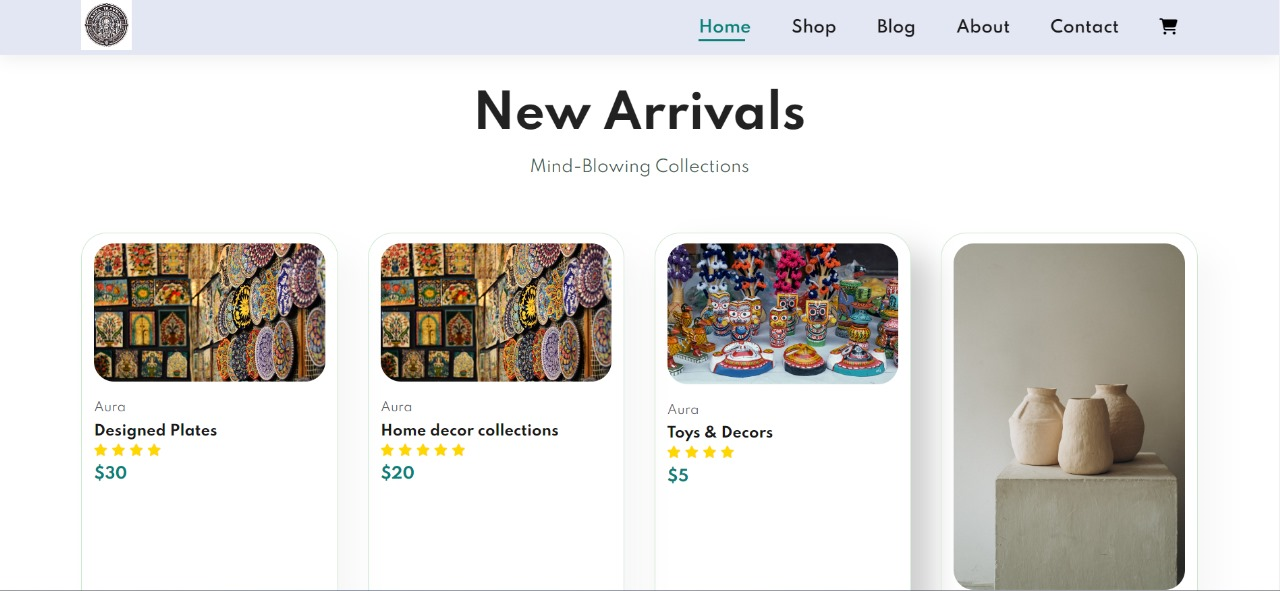 Home Shop Blog About Contact
New Arrivals
Mind-Blowing Collections
Aura
Designed Plates
$30
Aura
Home decor collections
$20
Aura
Toys & Decors
$5